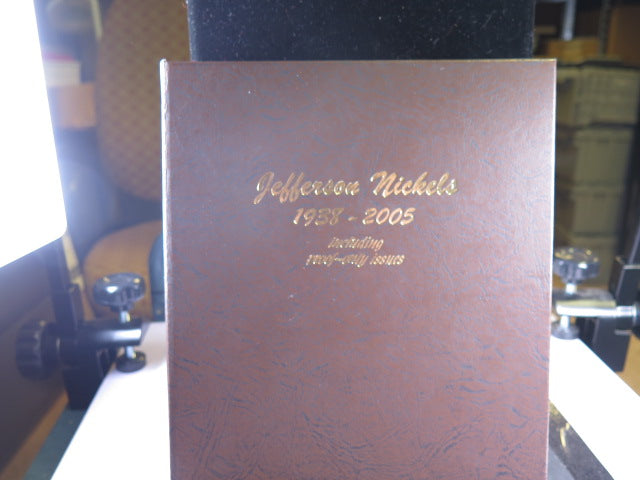 Jefferson Nickels
1938 - 2005
including
proof-only issues